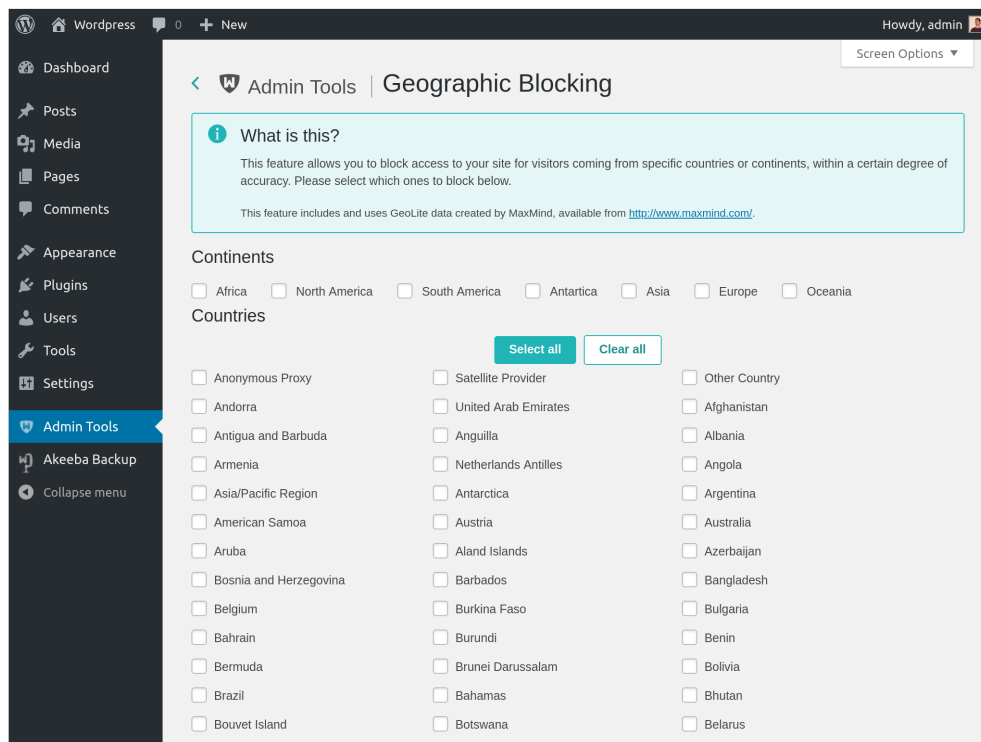 Wordpress 0 New Howdy, admin
Screen Options
Dashboard
Posts
Media
Pages
Comments
Appearance
Plugins
Users
Tools
Settings
Admin Tools
Akeeba Backup
Collapse menu
Admin Tools | Geographic Blocking
What is this?
This feature allows you to block access to your site for visitors coming from specific countries or continents, within a certain degree of
accuracy. Please select which ones to block below.
This feature includes and uses GeoLite data created by MaxMind, available from http://www.maxmind.com/.
Continents
Africa North America South America Antartica Asia Europe Oceania
Countries
Select all Clear all
Anonymous Proxy Satellite Provider Other Country
Andorra United Arab Emirates Afghanistan
Antigua and Barbuda Anguilla Albania
Armenia Netherlands Antilles Angola
Asia/Pacific Region Antarctica Argentina
American Samoa Austria Australia
Aruba Aland Islands Azerbaijan
Bosnia and Herzegovina Barbados Bangladesh
Belgium Burkina Faso Bulgaria
Bahrain Burundi Benin
Bermuda Brunei Darussalam Bolivia
Brazil Bahamas Bhutan
Bouvet Island Botswana Belarus